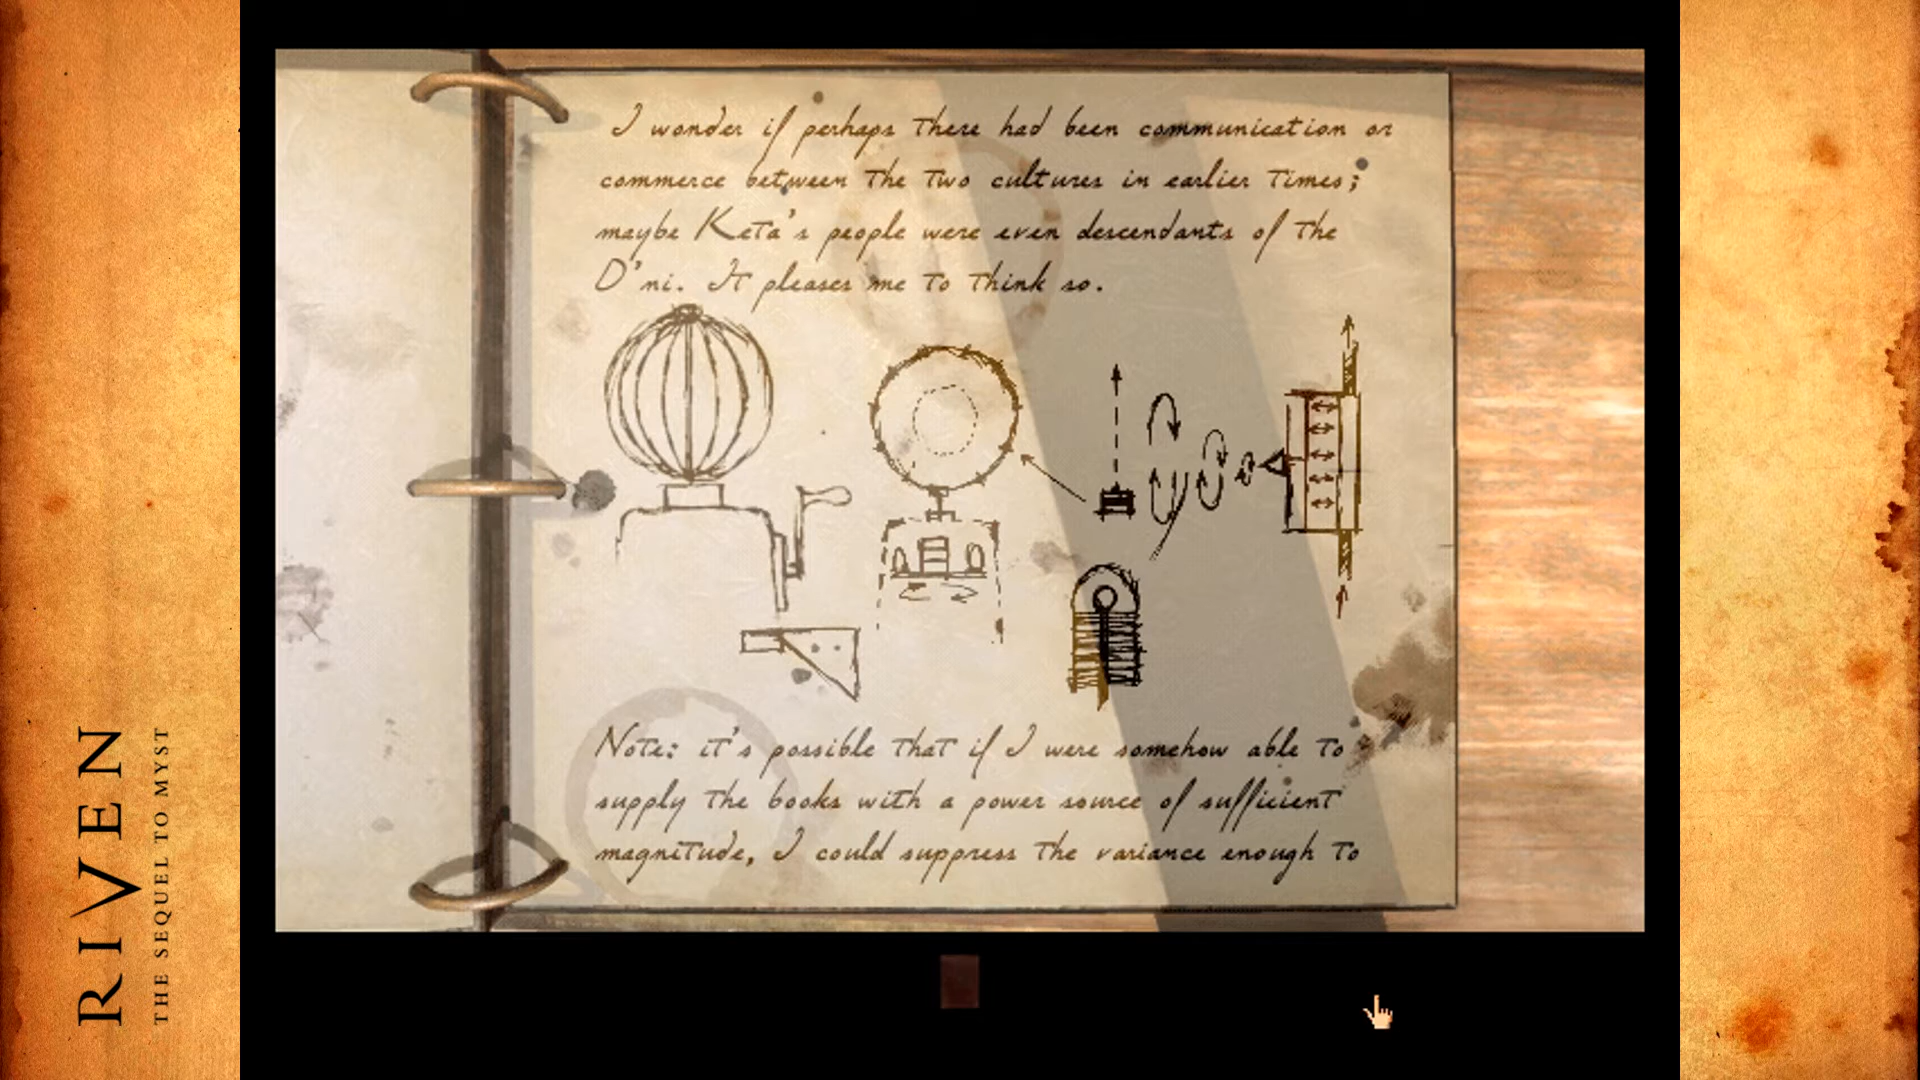 I wonder if perhaps there had been communication or
commerce between the two cultures in earlier times;
maybe Keta's people were even descendants of the
D'ni. It pleases me to think so.
Note: it's possible that if I were somehow able to
supply the books with a power source of sufficient
magnitude, I could suppress the variance enough to
RIVEN
THE SEQUEL TO MYST